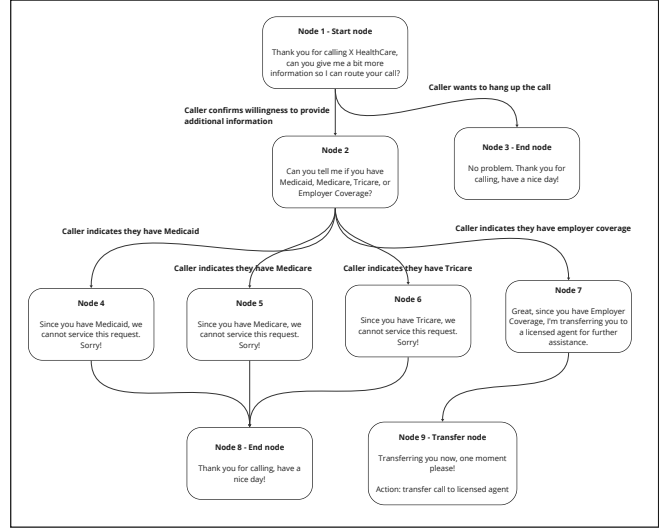 Node 1 - Start node
Thank you for calling X HealthCare,
can you give me a bit more
information so I can route your call?
Caller wants to hang up the call
Caller confirms willingness to provide
additional information
Node 3 - End node
No problem. Thank you for
calling, have a nice day!
Node 2
Can you tell me if you have
Medicaid, Medicare, Tricare, or
Employer Coverage?
Caller indicates they have Medicaid
Caller indicates they have employer coverage
Caller indicates they have Medicare
Caller indicates they have Tricare
Node 4
Since you have Medicaid, we
cannot service this request.
Sorry!
Node 5
Since you have Medicare, we
cannot service this request.
Sorry!
Node 6
Since you have Tricare, we
cannot service this request.
Sorry!
Node 7
Great, since you have Employer
Coverage, I'm transferring you to
a licensed agent for further
assistance.
Node 8 - End node
Thank you for calling, have a
nice day!
Node 9 - Transfer node
Transferring you now, one moment
please!
Action: transfer call to licensed agent